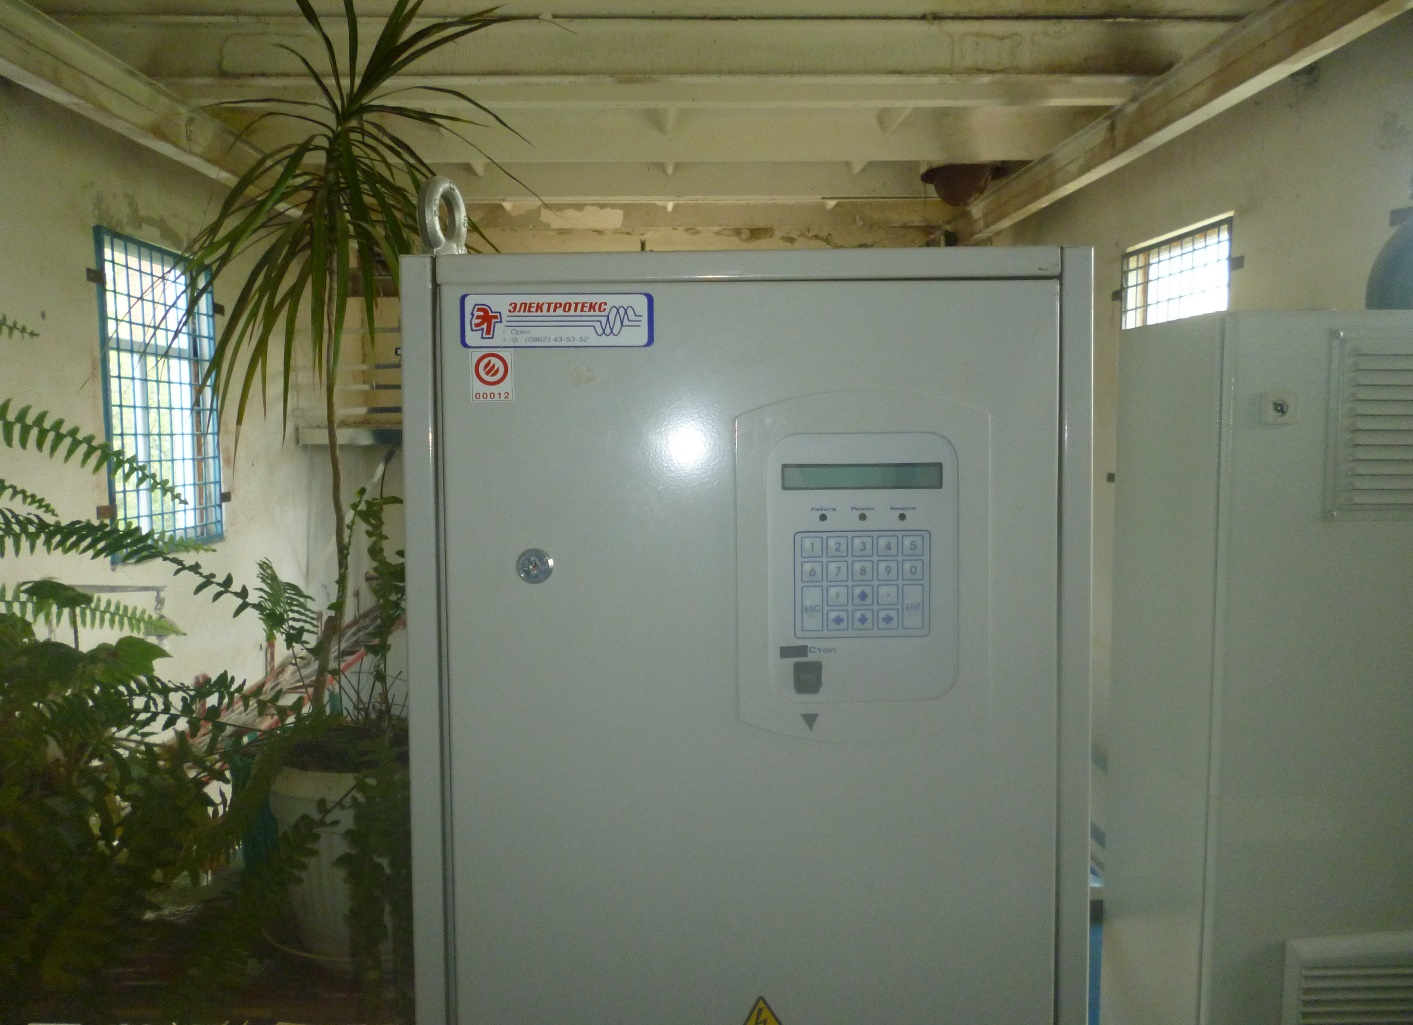 ЭТ ЭЛЕКТРОТЕКС
г. Орел
т. ф. (0862) 43-53-52
00012
Работа Режим Авария
1 2 3 4 5
6 7 8 9 0
ESC F ENT
Стоп